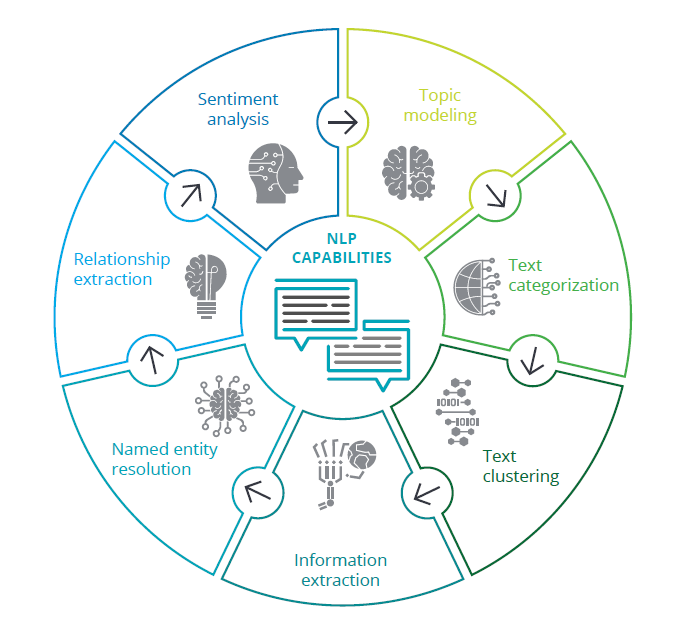 Sentiment
analysis
Topic
modeling
Text
categorization
Text
clustering
Information
extraction
Named entity
resolution
Relationship
extraction
NLP
CAPABILITIES